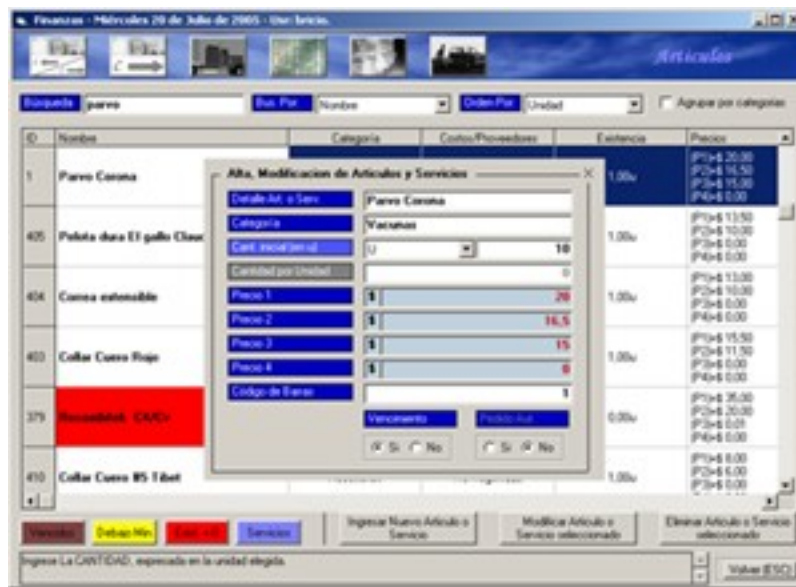 Finanzas - Miércoles 20 de Julio de 2005 - Use: bricio.
Articulos
Búsqueda parvo Bus. Por Nombre Orden Por Unidad Agrupar por categorias
ID Nombre Categoría Costos/Proveedores Existencia Precios
1 Parvo Corona 1,00u (P1)=$ 20,00
(P2)=$ 16,50
(P3)=$ 15,00
(P4)=$ 0,00
405 Pelota dura El gallo 1,00u (P1)=$ 13,50
(P2)=$ 10,00
(P3)=$ 0,00
(P4)=$ 0,00
404 Correa extensible 1,00u (P1)=$ 13,00
(P2)=$ 10,00
(P3)=$ 0,00
(P4)=$ 0,00
403 Collar Cuero Rojo 1,00u (P1)=$ 15,50
(P2)=$ 11,50
(P3)=$ 0,00
(P4)=$ 0,00
379 0,00u (P1)=$ 35,00
(P2)=$ 20,00
(P3)=$ 0,01
(P4)=$ 0,00
410 Collar Cuero #5 Tibet 1,00u (P1)=$ 8,00
(P2)=$ 6,00
(P3)=$ 0,00
Alta, Modificacion de Articulos y Servicios
Detalle Art. o Serv. Parvo Corona
Categoría Vacunas
Cant. inicial (en u) U 10
Cantidad por Unidad 0
Precio 1 $ 20
Precio 2 $ 16,5
Precio 3 $ 15
Precio 4 $ 0
Código de Barras 1
Vencimiento Pedido Aut.
Si No Si No
Vencidos Debajo Min. Exist. <=0 Servicios
Ingresar Nuevo Artículo o
Servicio
Modificar Artículo o
Servicio seleccionado
Eliminar Artículo o Servicio
seleccionado
Ingrese La CANTIDAD, expresada en la unidad elegida. Volver (ESC)